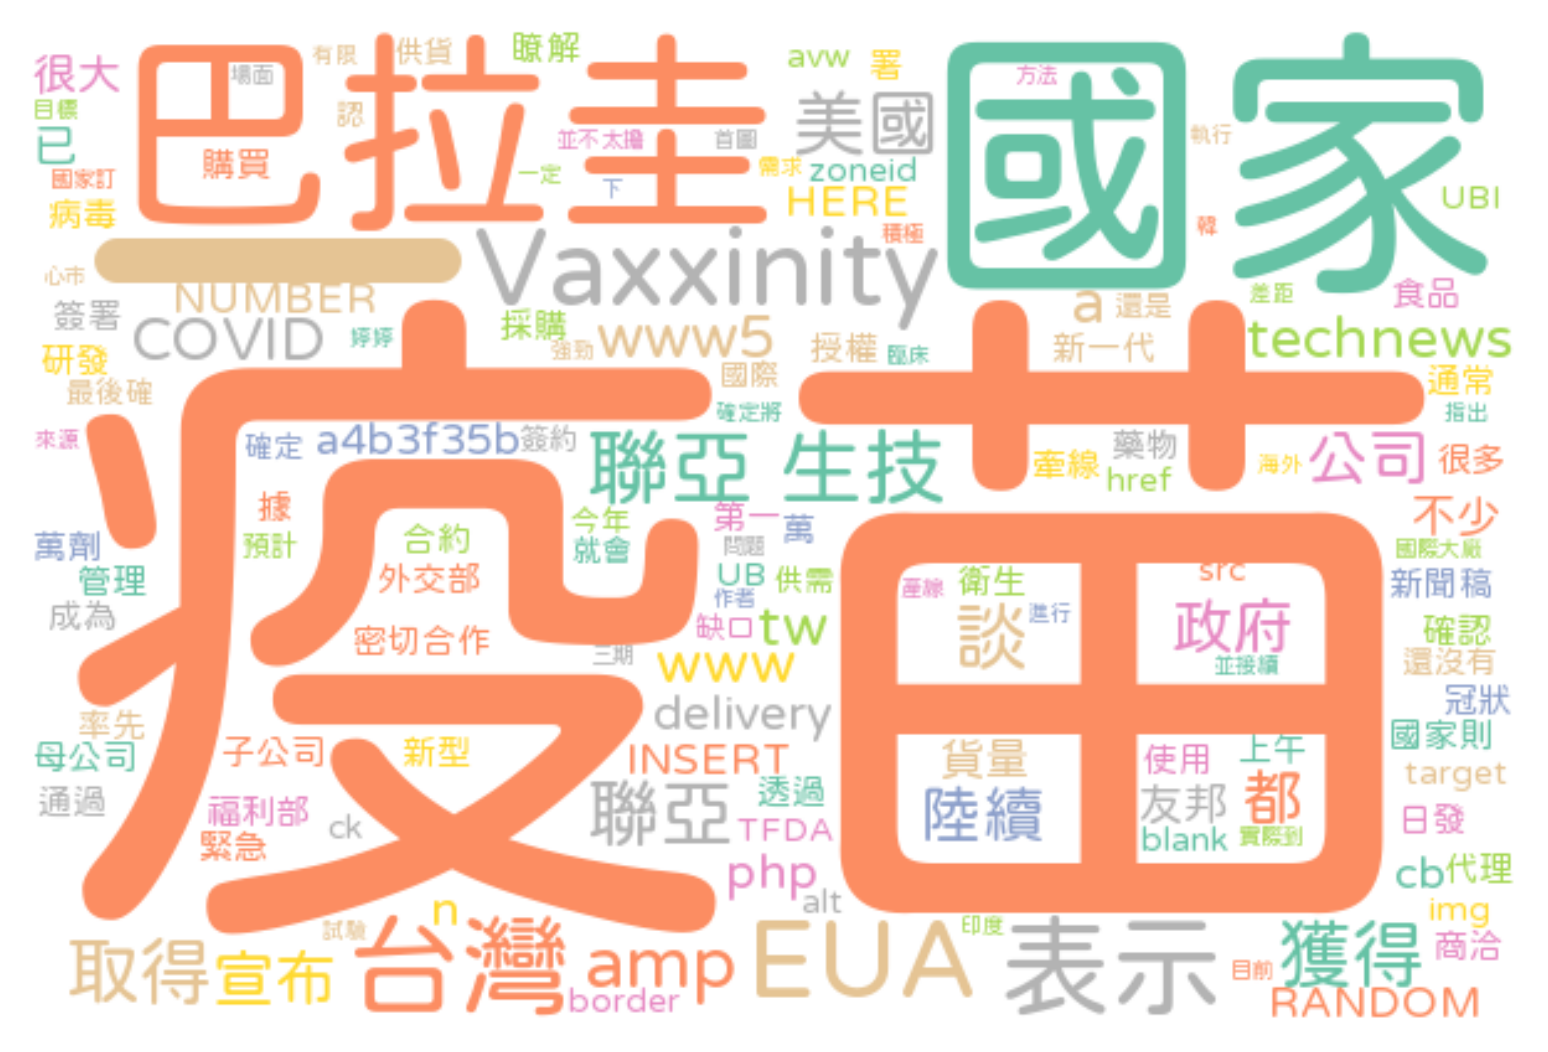 很大
場面
有限
供貨
瞭解
avw
署
方法
目標
已
巴拉圭
購買
認
並不太擔
首圖
美國
國家
執行
國家訂
一定
下
需求
zoneid
病毒
HERE
UBI
積極
韓
一
Vaxxinity
心市
NUMBER
a
還是
差距
食品
簽署
COVID
婷婷
採購
強勁
www5
授權
臨床
新一代
technews
研發
最後確
國際
通常
疫苗
確定將
指出
來源
確定
a4b3f35b
簽約
聯亞 生技
牽線
藥物
href
海外
公司
很多
據
今年
第一
萬
不少
萬劑
預計
合約
就會
問題
國際大廠
管理
外交部
UB
供需
產線
衛生
src
新聞稿
作者
成為
密切合作
缺口
tw
談
進行
政府
確認
三期
www
並接續
還沒有
冠狀
率先
delivery
國家則
母公司
子公司
新型
INSERT
貨量
使用
上午
target
通過
福利部
聯亞
透過
陸續
友邦
都
日發
緊急
ck
TFDA
blank
實際到
php
cb
代理
alt
img
n
試驗
取得
宣布
台灣
amp
EUA
印度
表示
目前
獲得
商洽
border
RANDOM